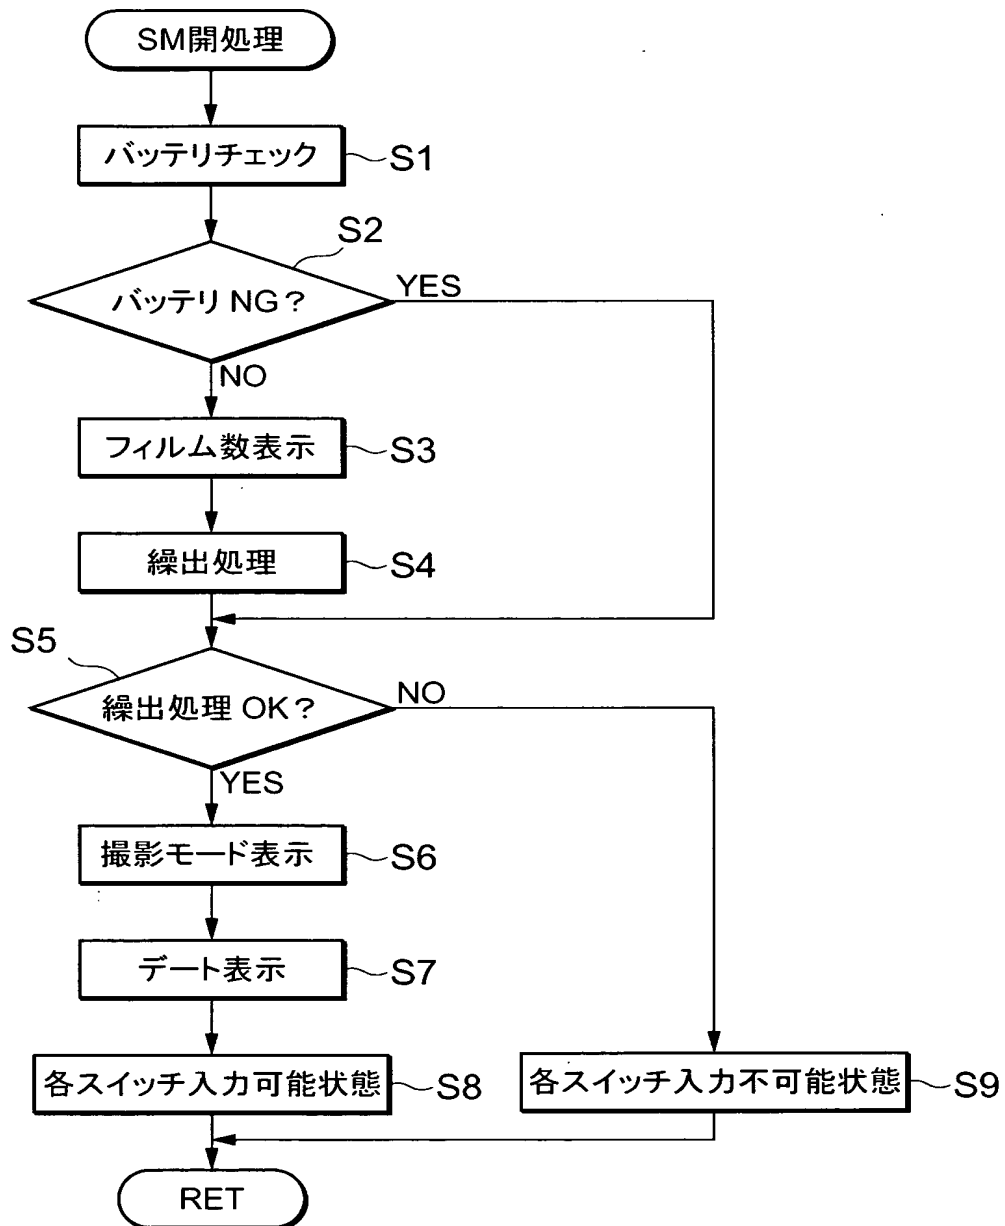 SM開処理
バッテリチェック
S1
S2
バッテリ NG?
YES
NO
フィルム数表示
S3
繰出処理
S4
S5
繰出処理 OK?
NO
YES
撮影モード表示
S6
デート表示
S7
各スイッチ入力可能状態
S8
各スイッチ入力不可能状態
S9
RET